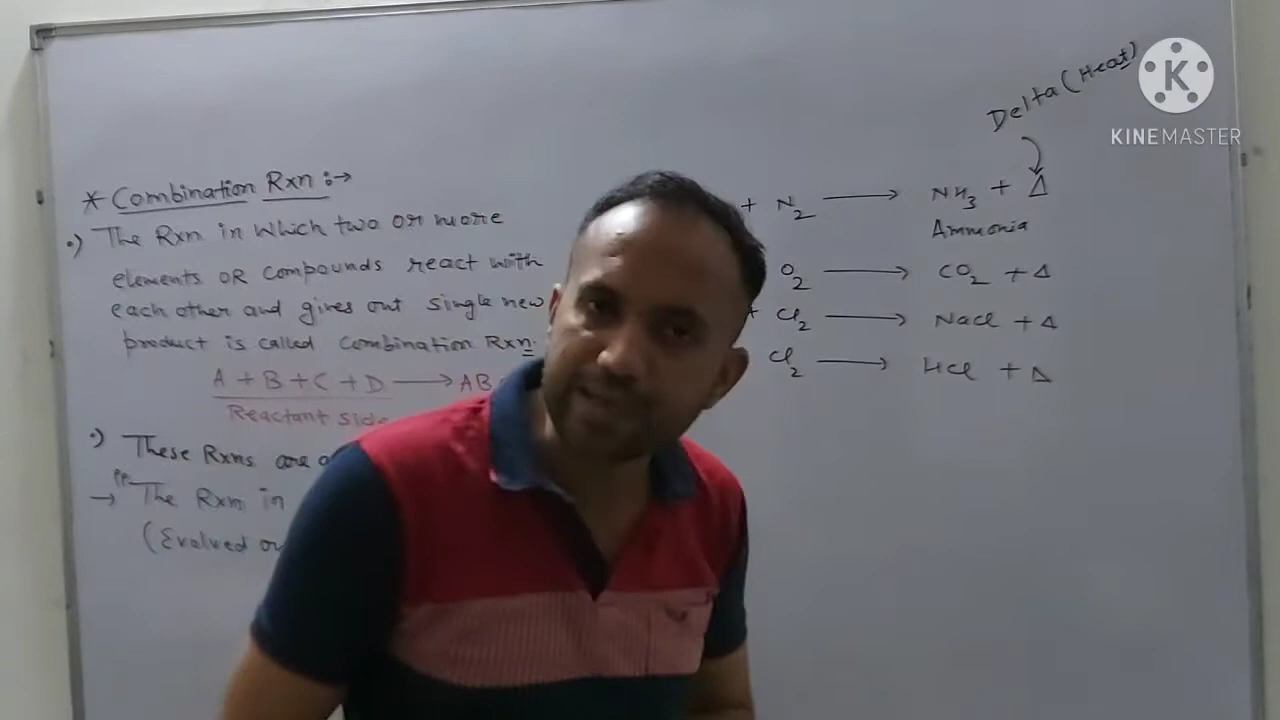 * Combination Rxn :→
•) The Rxn in which two or more
elements OR compounds react with
each other and gives out single new
product is called combination Rxn.
A + B + C + D ⟶ AB
Reactant side
•) These Rxns are
→ The Rxn in
(Evolved or
Delta (Heat)
+ N₂ ⟶ NH₃ + Δ
Ammonia
O₂ ⟶ CO₂ + Δ
+ Cl₂ ⟶ NaCl + Δ
Cl₂ ⟶ HCl + Δ
K
KINEMASTER